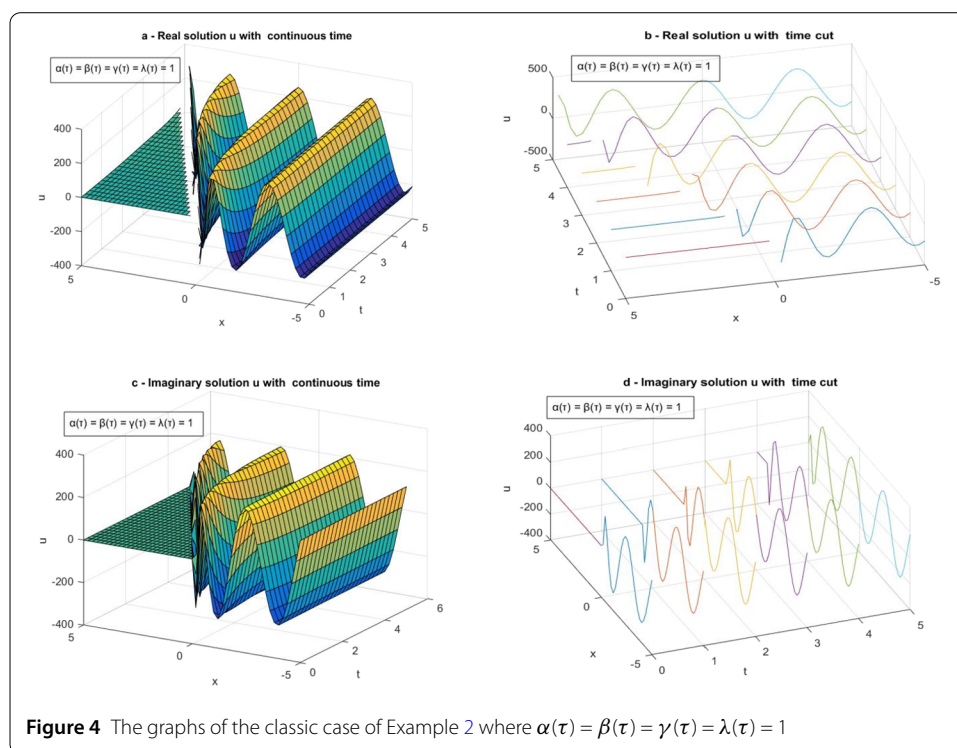 a - Real solution u with  continuous time
α(τ) = β(τ) = γ(τ) = λ(τ) = 1
400
200
0
-200
-400
u
5
0
-5
x
0
1
2
3
4
5
t
b - Real solution u with  time cut
α(τ) = β(τ) = γ(τ) = λ(τ) = 1
500
0
-500
u
5
4
3
2
1
0
t
5
0
-5
x
c - Imaginary solution u with  continuous time
α(τ) = β(τ) = γ(τ) = λ(τ) = 1
400
200
0
-200
-400
u
5
0
-5
x
0
2
4
6
t
d - Imaginary solution u with  time cut
α(τ) = β(τ) = γ(τ) = λ(τ) = 1
400
200
0
-200
-400
u
5
0
-5
x
0
1
2
3
4
5
t
Figure 4 The graphs of the classic case of Example 2 where α(τ) = β(τ) = γ(τ) = λ(τ) = 1